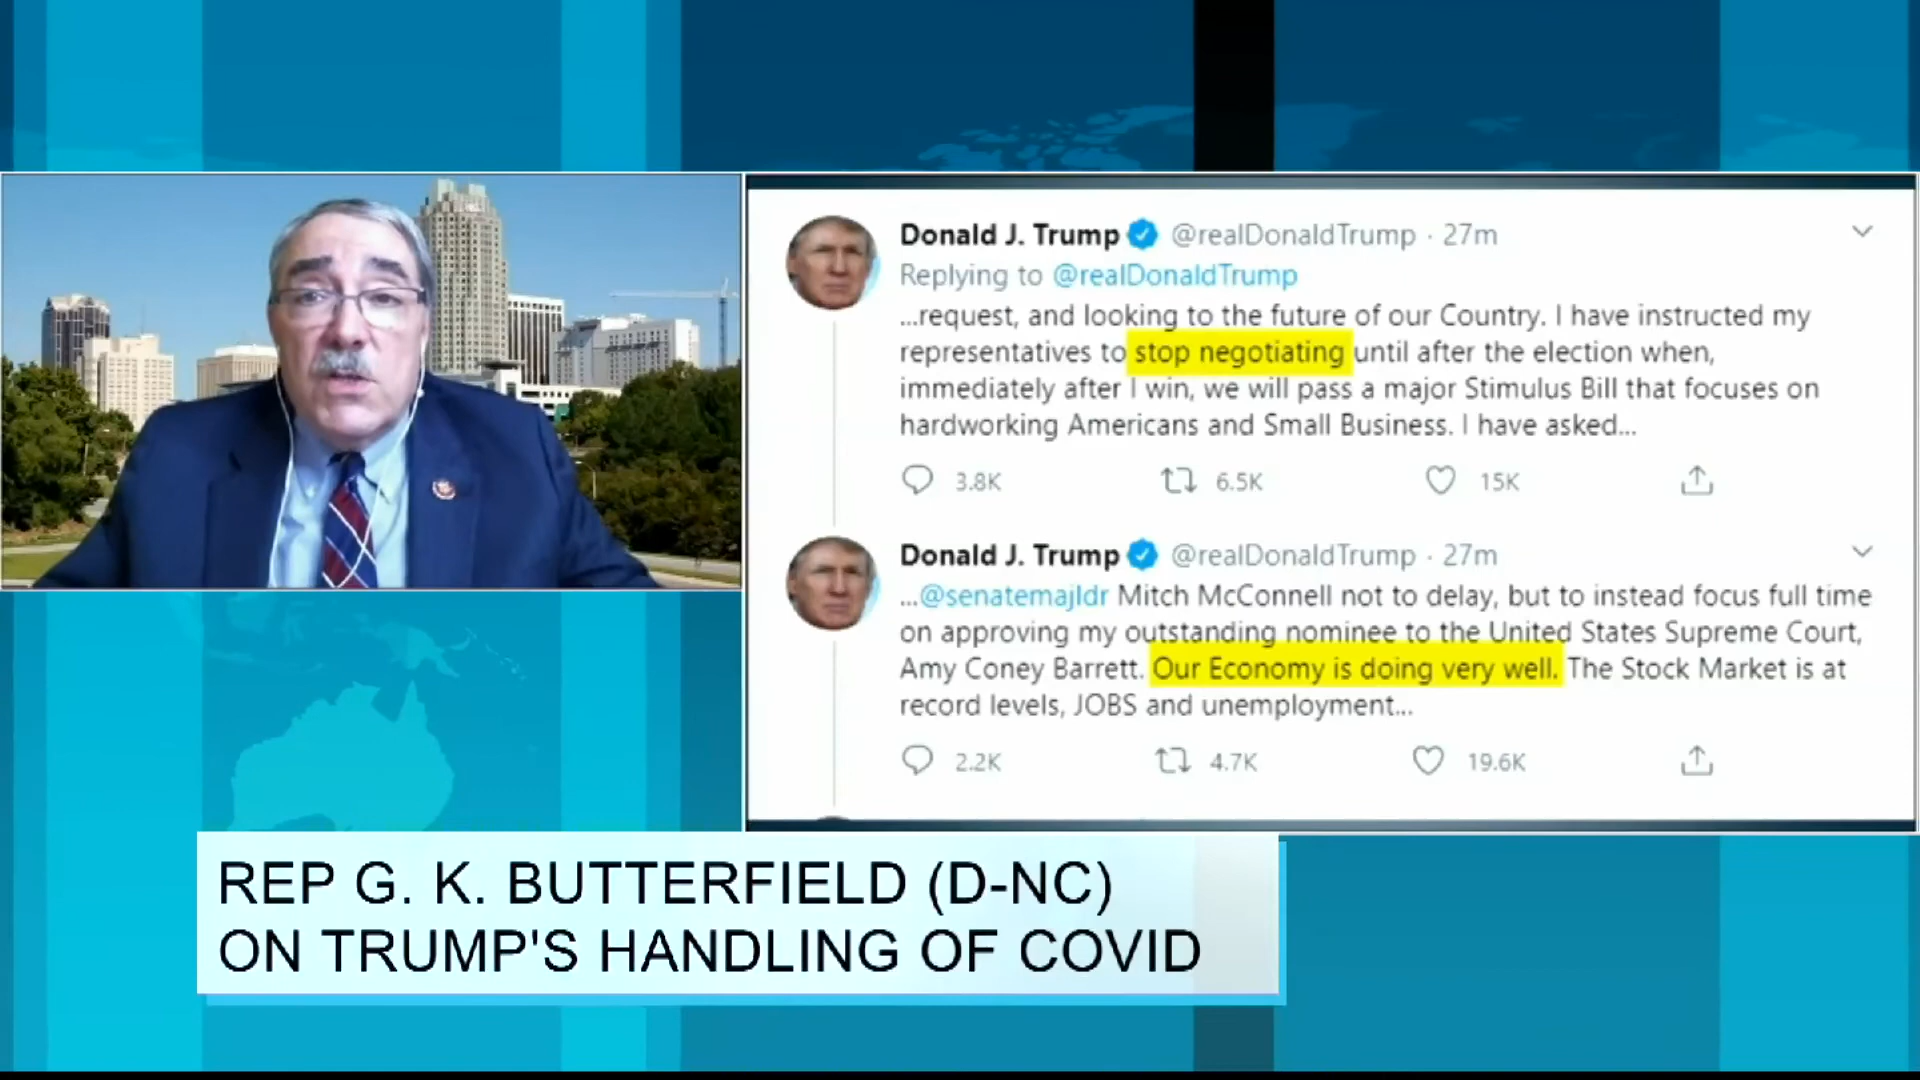 Donald J. Trump @realDonaldTrump · 27m
Replying to @realDonaldTrump
...request, and looking to the future of our Country. I have instructed my
representatives to stop negotiating until after the election when,
immediately after I win, we will pass a major Stimulus Bill that focuses on
hardworking Americans and Small Business. I have asked...
3.8K 6.5K 15K
Donald J. Trump @realDonaldTrump · 27m
...@senatemajldr Mitch McConnell not to delay, but to instead focus full time
on approving my outstanding nominee to the United States Supreme Court,
Amy Coney Barrett. Our Economy is doing very well. The Stock Market is at
record levels, JOBS and unemployment...
2.2K 4.7K 19.6K
REP G. K. BUTTERFIELD (D-NC)
ON TRUMP'S HANDLING OF COVID